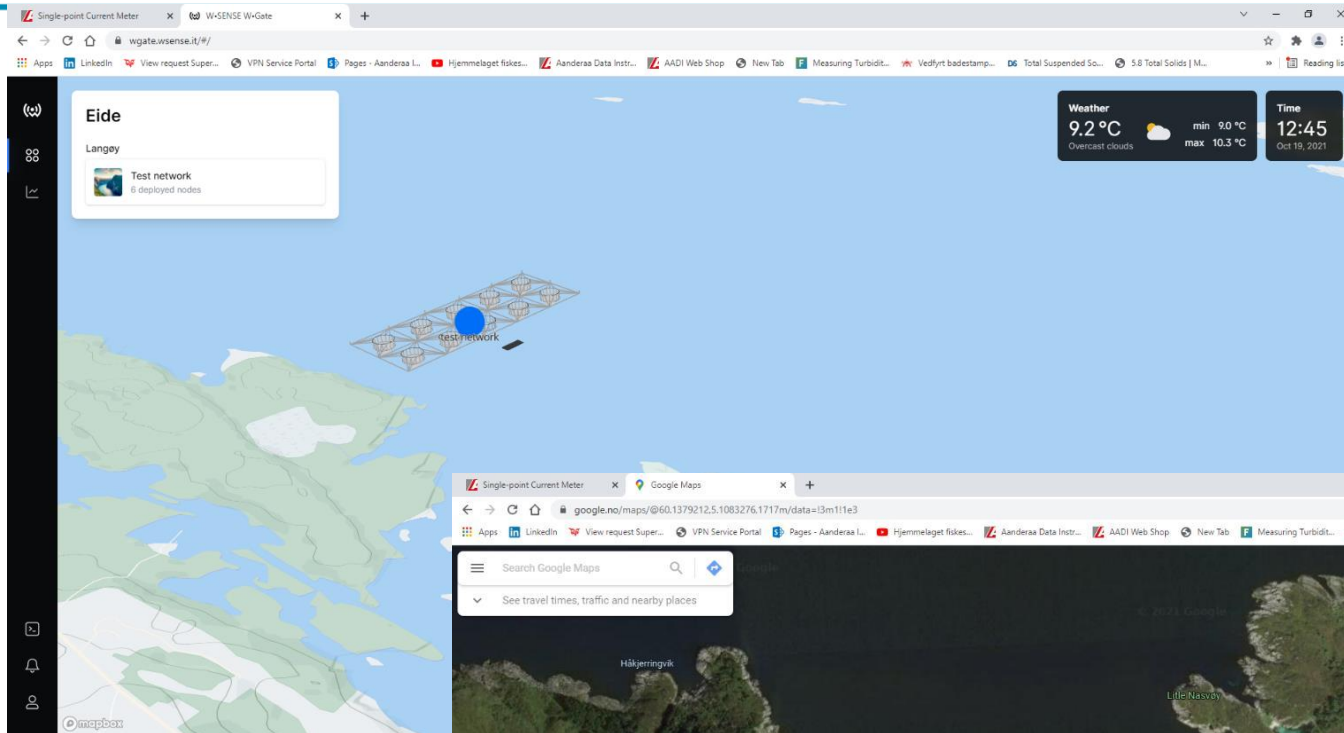 Single-point Current Meter
W-SENSE W-Gate
wgate.wsense.it/#/
Apps LinkedIn View request Super... VPN Service Portal Pages - Aanderaa I... Hjemmelaget fiskes... Aanderaa Data Instr... AADI Web Shop New Tab Measuring Turbidit... Vedfyrt badestamp... Total Suspended So... 5.8 Total Solids | M... » Reading lis
Eide
Langøy
Test network
6 deployed nodes
Weather
9.2 °C
Overcast clouds
min 9.0 °C
max 10.3 °C
Time
12:45
Oct 19, 2021
test network
mapbox
Single-point Current Meter
Google Maps
google.no/maps/@60.1379212,5.1083276,1717m/data=!3m1!1e3
Apps LinkedIn View request Super... VPN Service Portal Pages - Aanderaa I... Hjemmelaget fiskes... Aanderaa Data Instr... AADI Web Shop New Tab Measuring Turbidit...
Search Google Maps
Google
See travel times, traffic and nearby places
© 2021 Google
Håkjerringvik
Litle Nasvøy